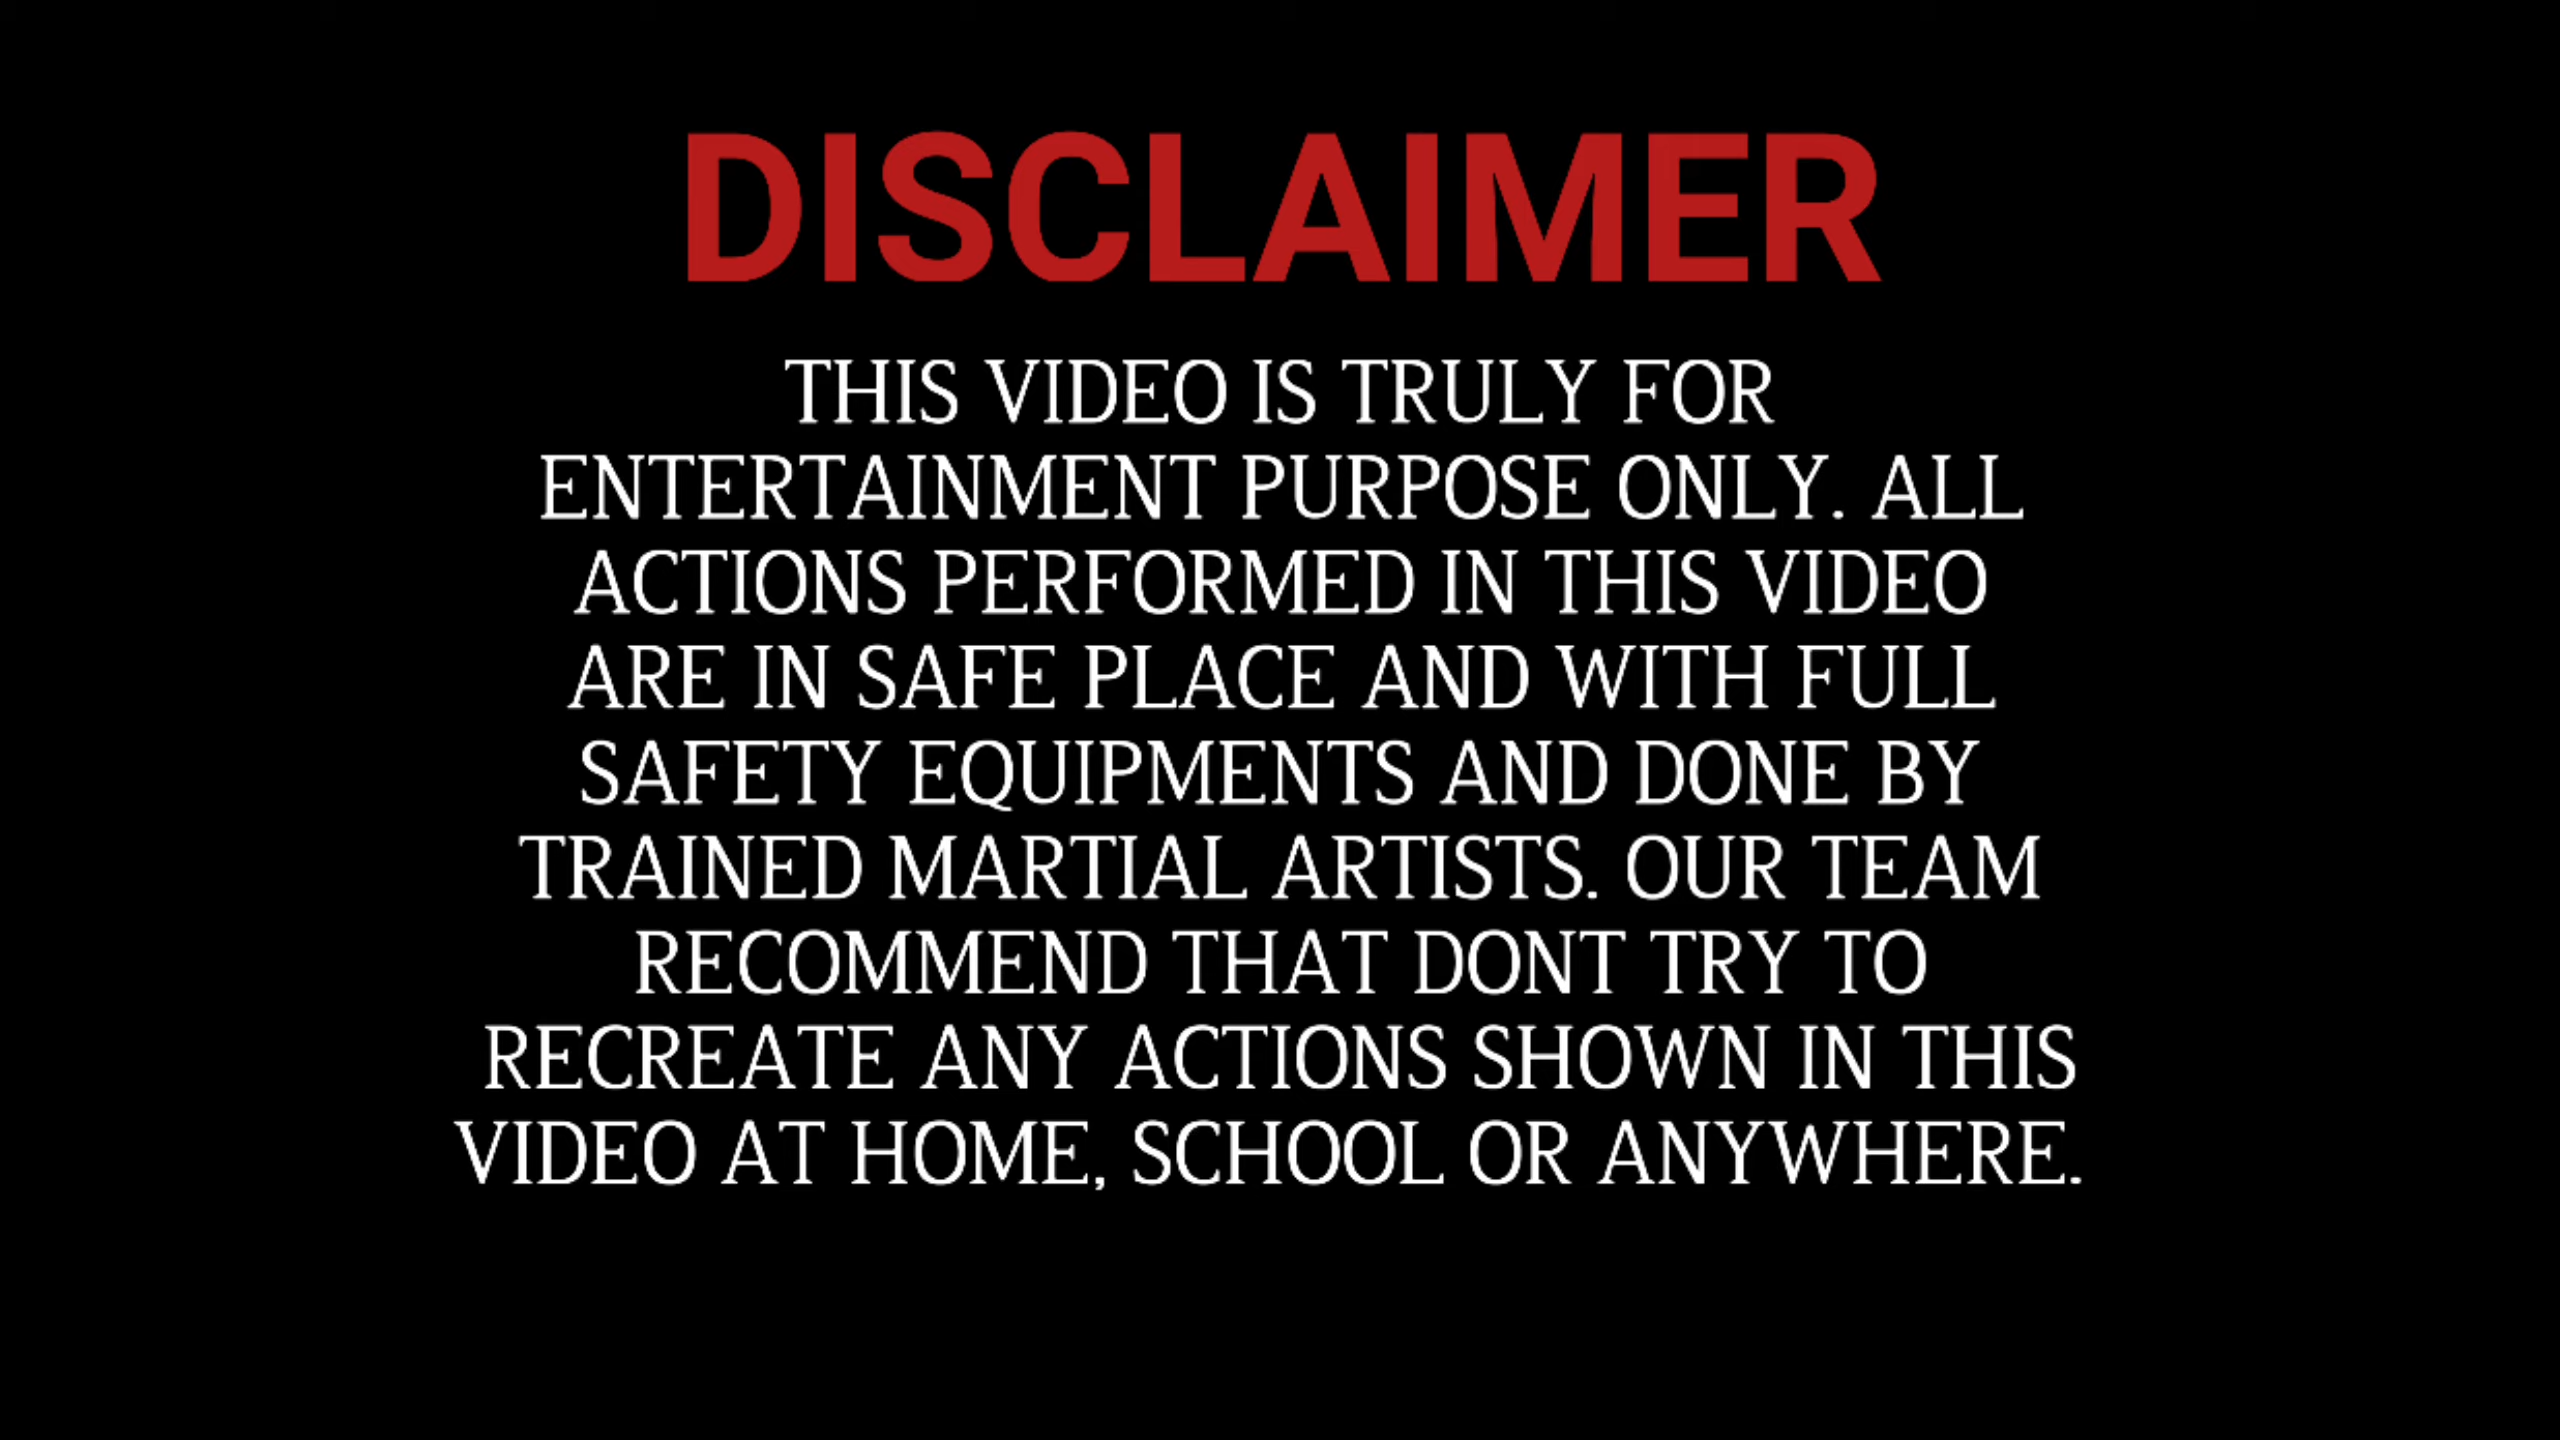 DISCLAIMER
THIS VIDEO IS TRULY FOR
ENTERTAINMENT PURPOSE ONLY. ALL
ACTIONS PERFORMED IN THIS VIDEO
ARE IN SAFE PLACE AND WITH FULL
SAFETY EQUIPMENTS AND DONE BY
TRAINED MARTIAL ARTISTS. OUR TEAM
RECOMMEND THAT DONT TRY TO
RECREATE ANY ACTIONS SHOWN IN THIS
VIDEO AT HOME, SCHOOL OR ANYWHERE.